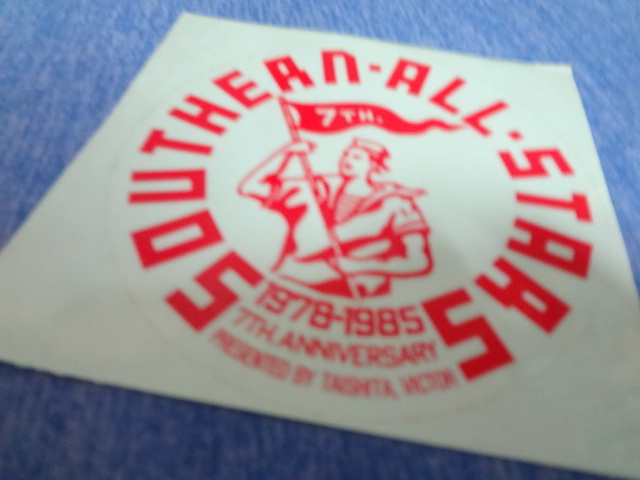 SOUTHERN·ALL·STARS
7TH.
1978-1985
7TH.ANNIVERSARY
PRESENTED BY TAISHITA, VICTOR